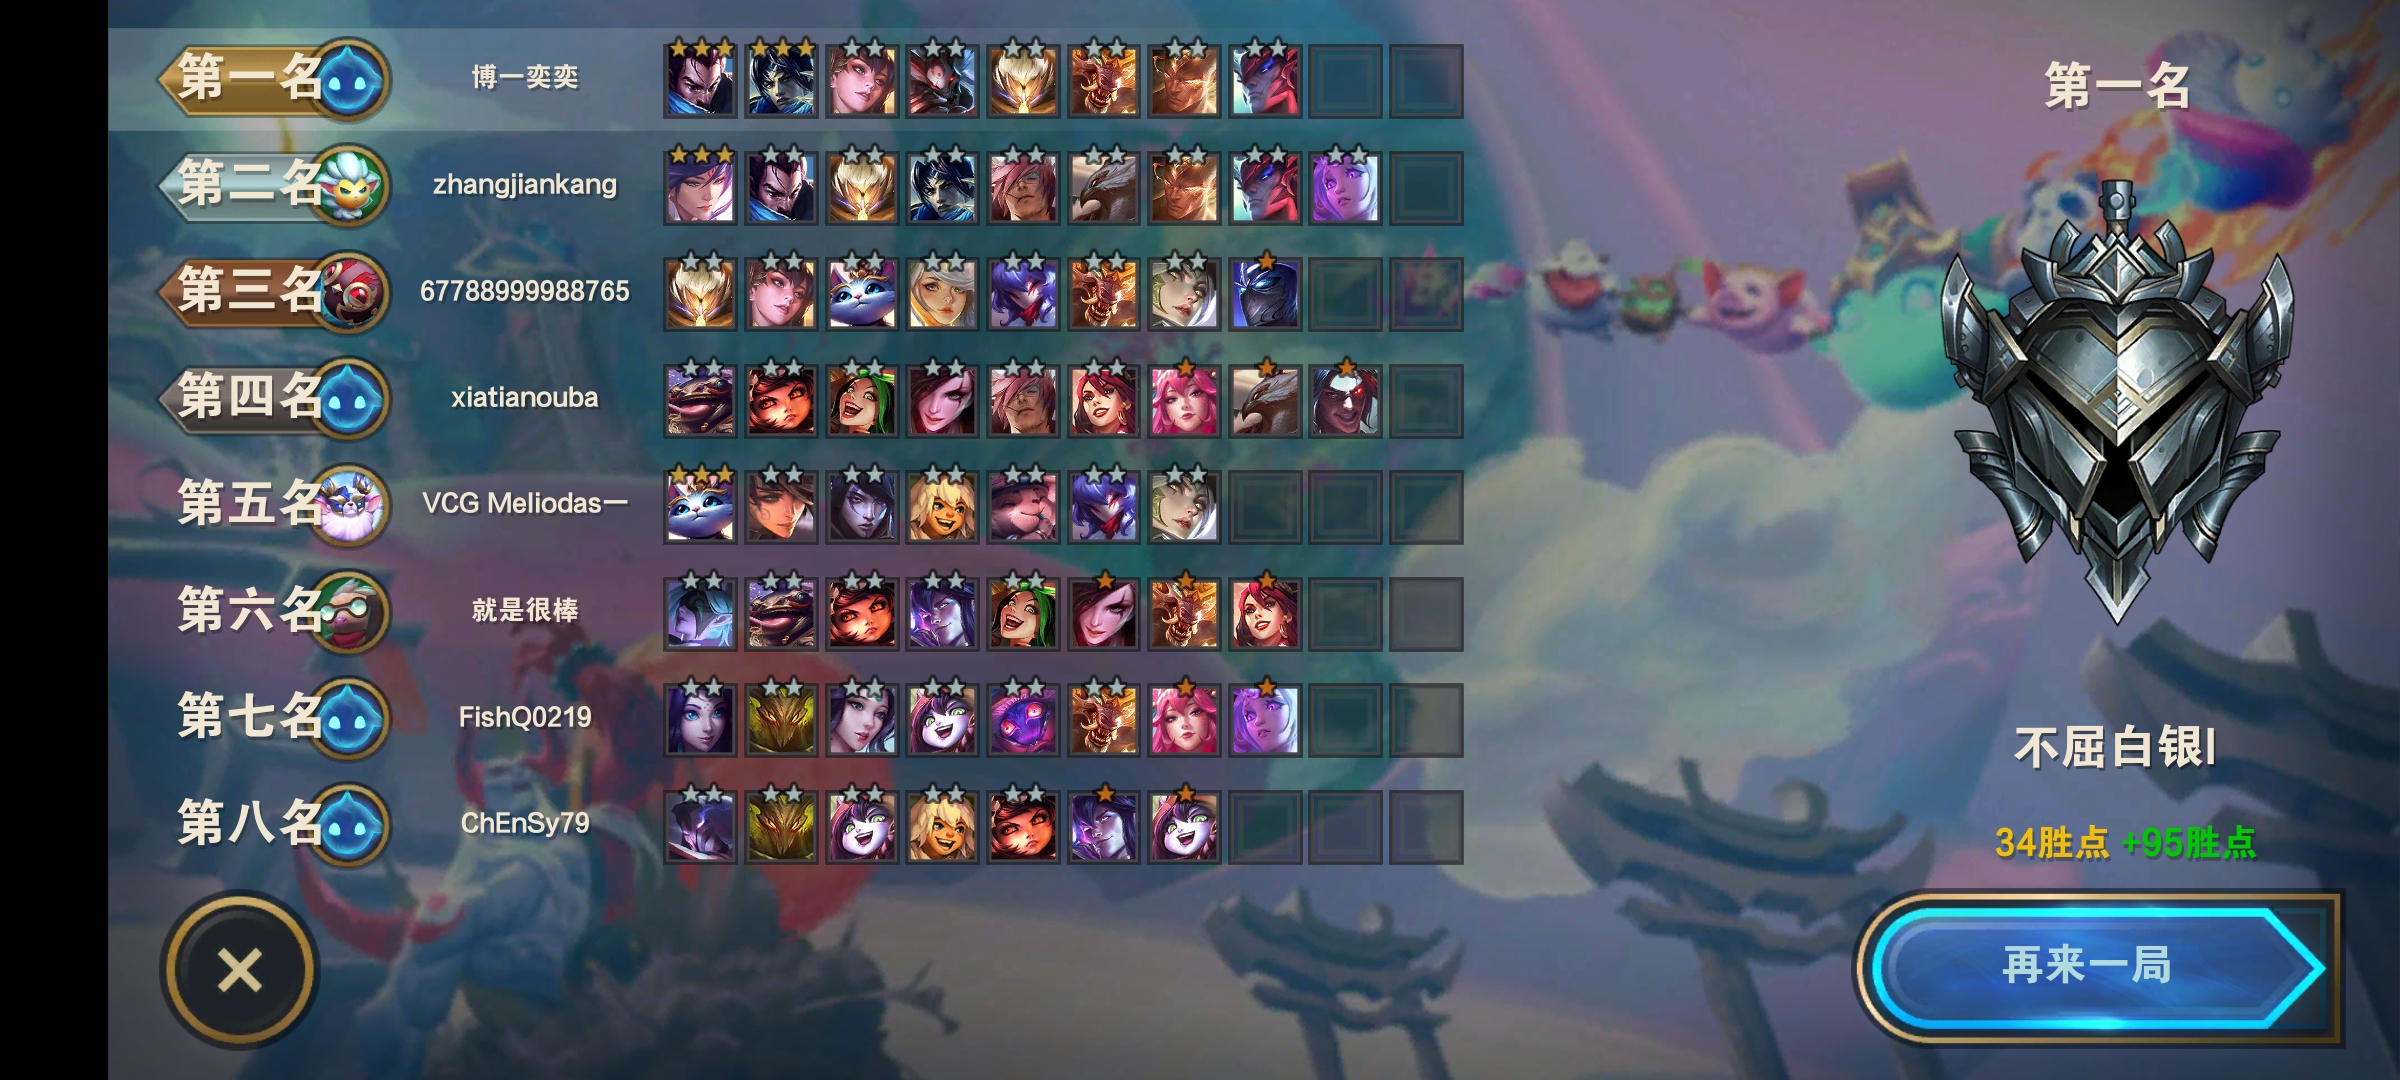 第一名 博一奕奕
第二名 zhangjiankang
第三名 67788999988765
第四名 xiatianouba
第五名 VCG Meliodas一
第六名 就是很棒
第七名 FishQ0219
第八名 ChEnSy79
第一名
不屈白银I
34胜点 +95胜点
再来一局